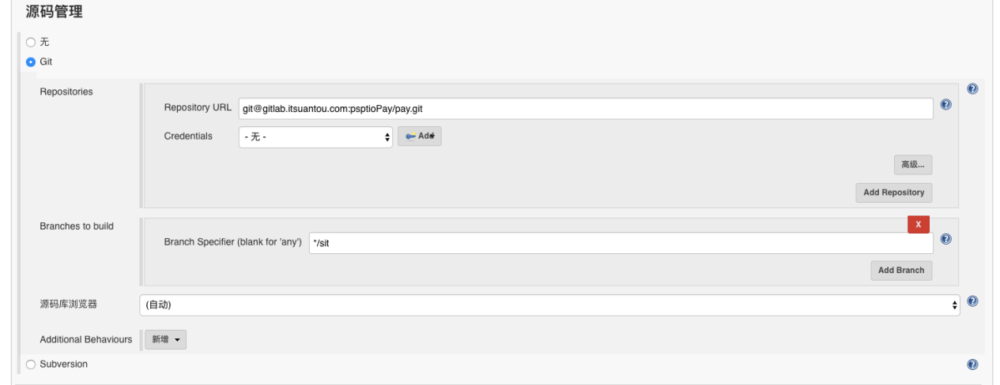 源码管理
无
Git
Repositories
Repository URL git@gitlab.itsuantou.com:psptioPay/pay.git
Credentials - 无 - Add
高级...
Add Repository
Branches to build X
Branch Specifier (blank for 'any') */sit
Add Branch
源码库浏览器 (自动)
Additional Behaviours 新增
Subversion